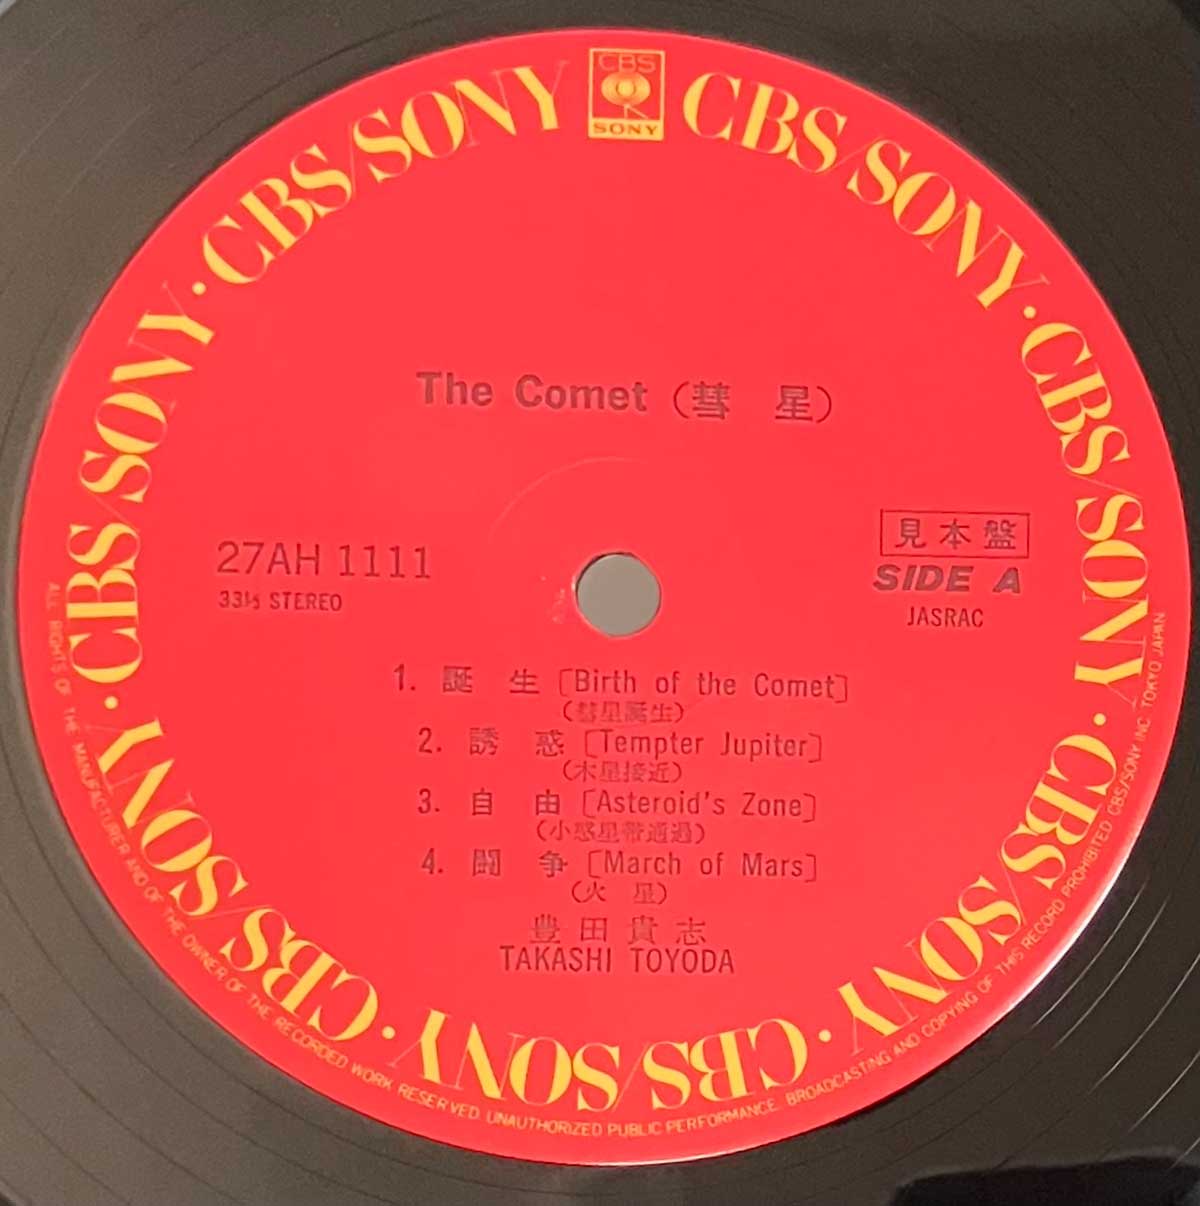 CBS
SONY
CBS/SONY · CBS/SONY · CBS/SONY · CBS/SONY · CBS/SONY · CBS/SONY · CBS/SONY · CBS/SONY
The Comet (彗 星)
27AH 1111
33⅓ STEREO
見本盤
SIDE A
JASRAC
1. 誕 生 [Birth of the Comet]
(彗星誕生)
2. 誘 惑 [Tempter Jupiter]
(木星接近)
3. 自 由 [Asteroid's Zone]
(小惑星帯通過)
4. 闘 争 [March of Mars]
(火 星)
豊田貴志
TAKASHI TOYODA
ALL RIGHTS OF THE MANUFACTURER AND OF THE OWNER OF THE RECORDED WORK RESERVED. UNAUTHORIZED PUBLIC PERFORMANCE. BROADCASTING AND COPYING OF THIS RECORD PROHIBITED CBS/SONY INC TOKYO JAPAN